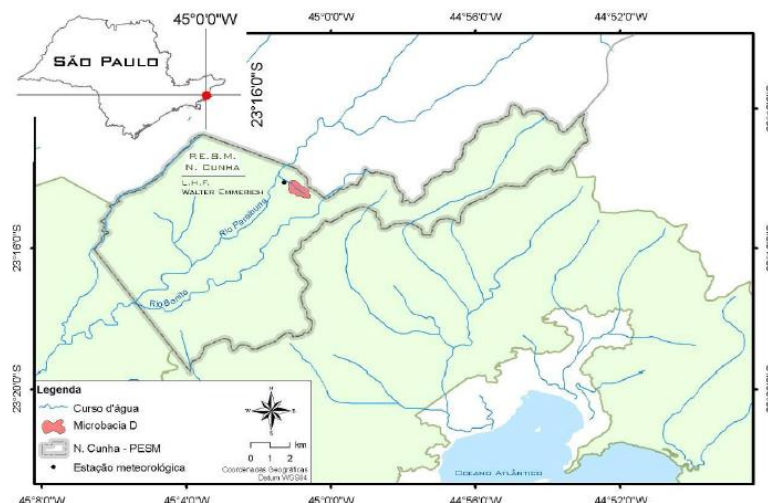 45°0'0"W
45°0'0"W
44°56'0"W
44°52'0"W
SÃO PAULO
23°16'0"S
P.E.S.M.
N. CUNHA
L.H.F.
WALTER EMMERICH
Rio Paraibuna
23°16'0"S
Rio Bonito
23°20'0"S
Legenda
Curso d'água
Microbacia D
N. Cunha - PESM
Estação meteorológica
N
W
E
S
km
0 1 2
Coordenadas Geográficas
Datum WGS84
OCEANO ATLÂNTICO
45°8'0"W
45°4'0"W
45°0'0"W
44°56'0"W
44°52'0"W